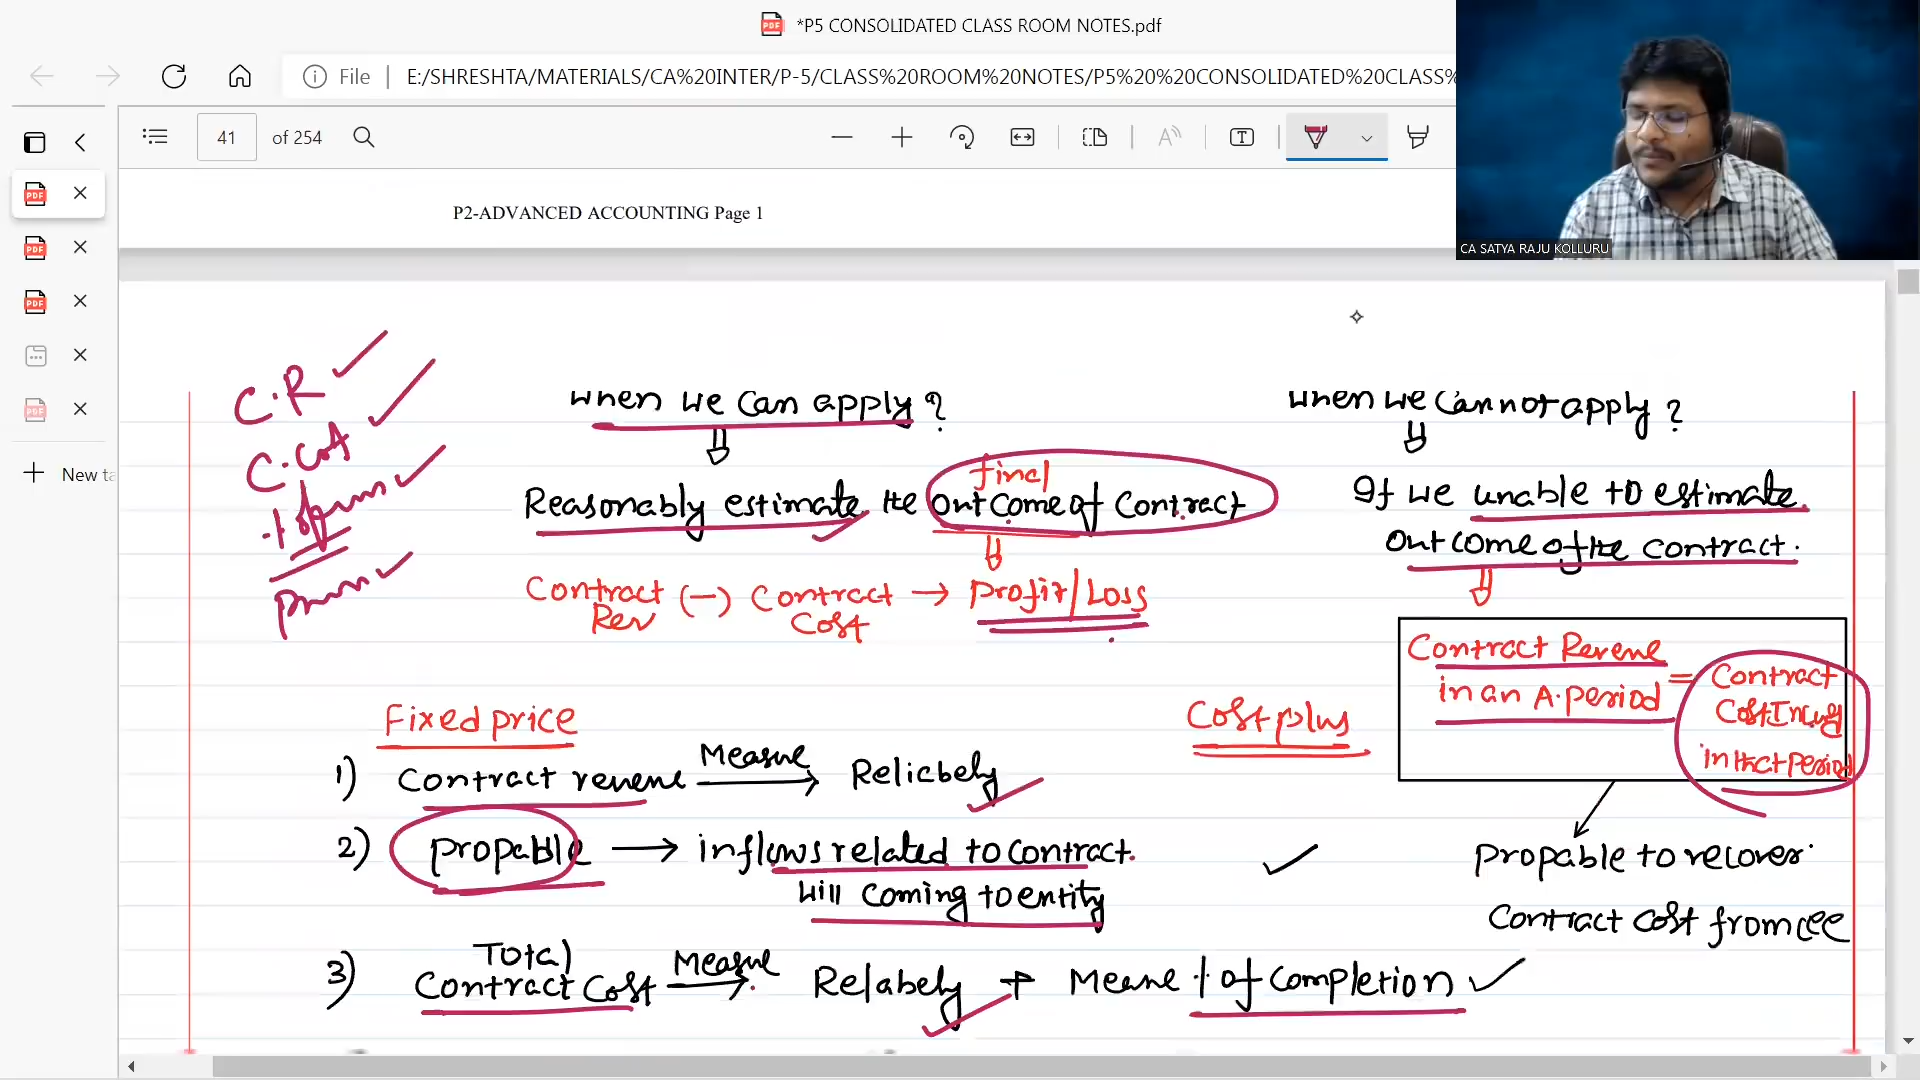 *P5 CONSOLIDATED CLASS ROOM NOTES.pdf
File | E:/SHRESHTA/MATERIALS/CA%20INTER/P-5/CLASS%20ROOM%20NOTES/P5%20%20CONSOLIDATED%20CLASS%
41 of 254
CA SATYA RAJU KOLLURU
New ta
P2-ADVANCED ACCOUNTING Page 1
C.R
C.Cost
When we can apply?
Reasonably estimate the outcome of Contract
final
Contract Rev (-) Contract Cost → Profit/Loss
Fixed price
1) Contract revene Measure → Relicbely
2) propable → inflows related to contract.
will coming to entity
3) Total Contract Cost Measure → Relabely + Meane % of Completion
Cost plus
When we cannot apply?
If we unable to estimate
outcome of the contract.
Contract Revene
in an A.period = Contract
Cost Incurred
in that period
propable to recover
contract cost from cee